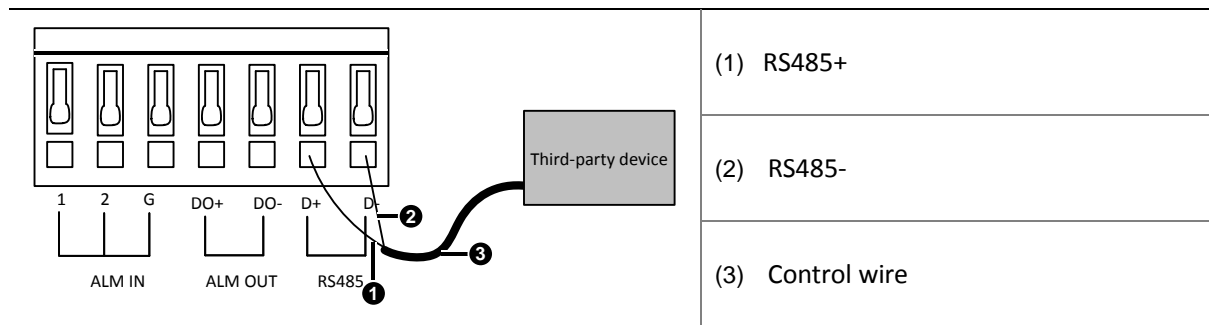 Third-party device
1 2 G DO+ DO- D+ D-
2
3
ALM IN ALM OUT RS485
1
(1) RS485+
(2) RS485-
(3) Control wire